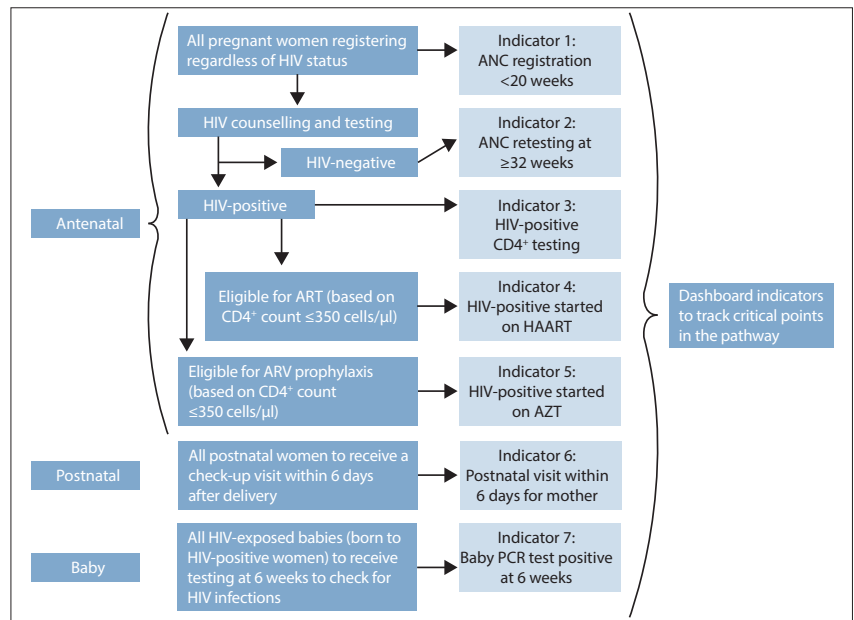 All pregnant women registering
regardless of HIV status
Indicator 1:
ANC registration
<20 weeks
HIV counselling and testing
Indicator 2:
ANC retesting at
≥32 weeks
HIV-negative
Antenatal
HIV-positive
Indicator 3:
HIV-positive
CD4⁺ testing
Eligible for ART (based on
CD4⁺ count ≤350 cells/µl)
Indicator 4:
HIV-positive started
on HAART
Dashboard indicators
to track critical points
in the pathway
Eligible for ARV prophylaxis
(based on CD4⁺ count
≤350 cells/µl)
Indicator 5:
HIV-positive started
on AZT
Postnatal
All postnatal women to receive a
check-up visit within 6 days
after delivery
Indicator 6:
Postnatal visit within
6 days for mother
Baby
All HIV-exposed babies (born to
HIV-positive women) to receive
testing at 6 weeks to check for
HIV infections
Indicator 7:
Baby PCR test positive
at 6 weeks